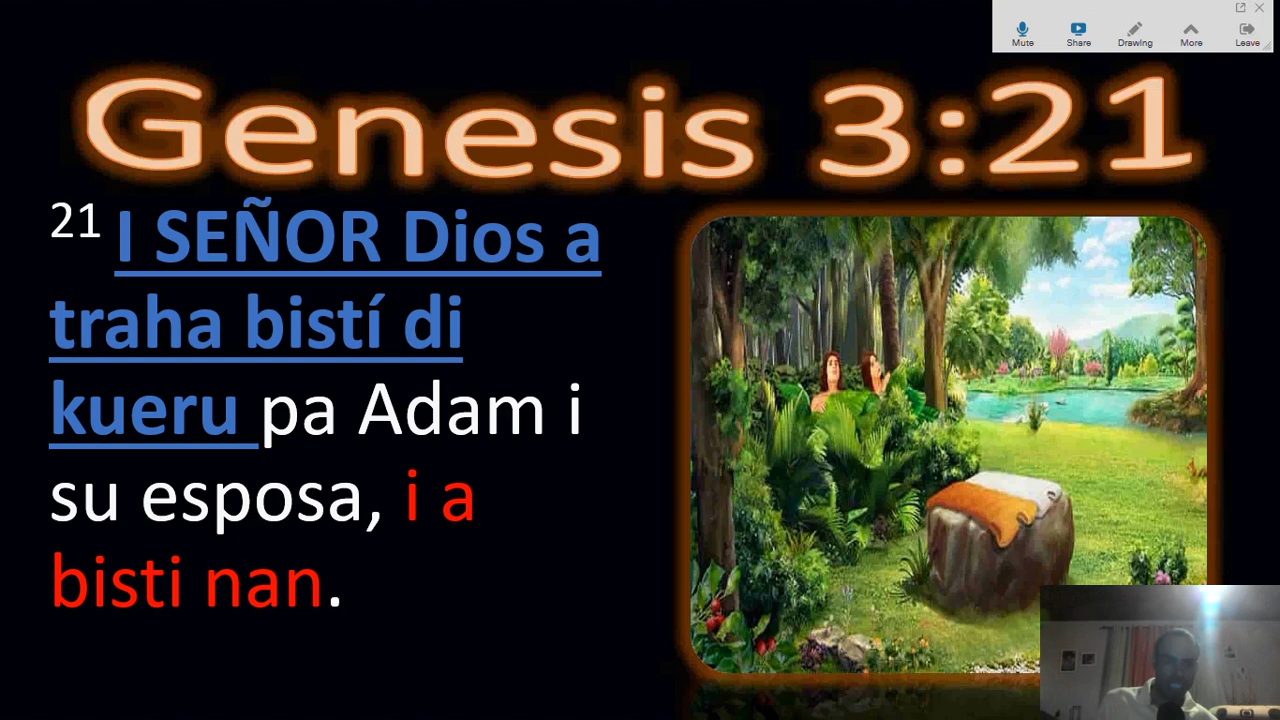 Mute Share Drawing More Leave
Genesis 3:21
21 I SEÑOR Dios a
traha bistí di
kueru pa Adam i
su esposa, i a
bisti nan.